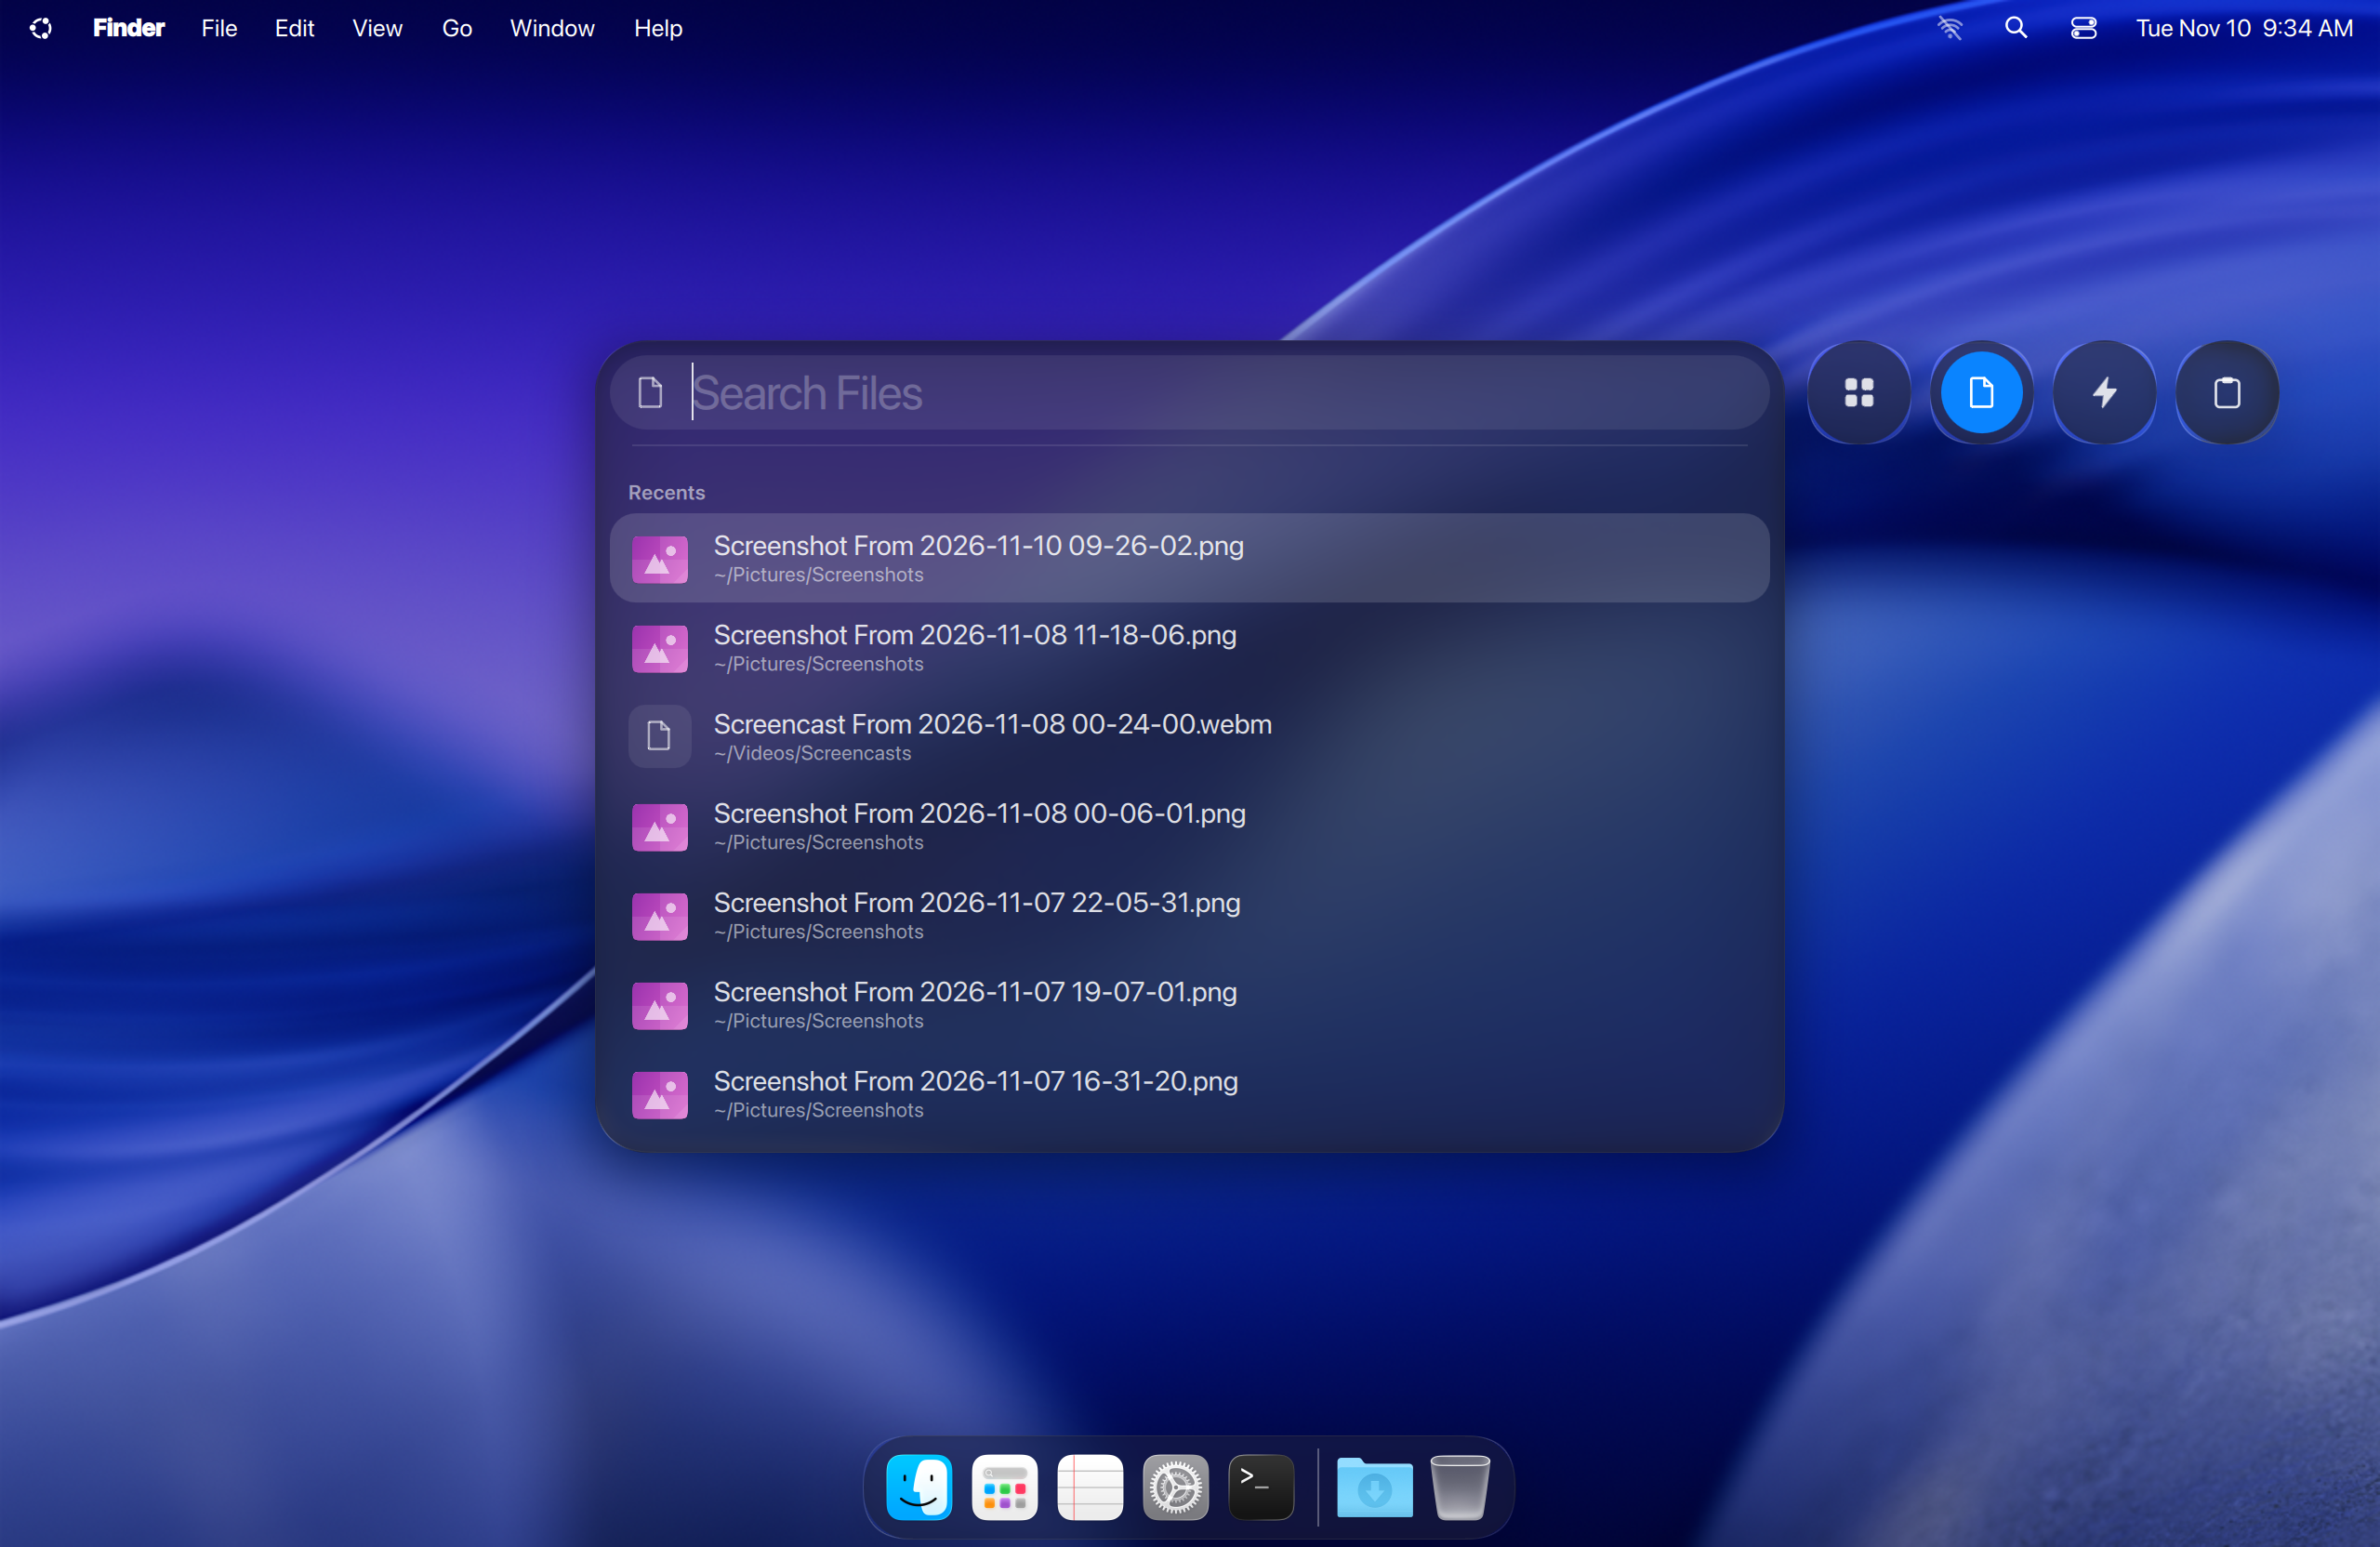 Finder File Edit View Go Window Help Tue Nov 10 9:34 AM
Search Files
Recents
Screenshot From 2026-11-10 09-26-02.png
~/Pictures/Screenshots
Screenshot From 2026-11-08 11-18-06.png
~/Pictures/Screenshots
Screencast From 2026-11-08 00-24-00.webm
~/Videos/Screencasts
Screenshot From 2026-11-08 00-06-01.png
~/Pictures/Screenshots
Screenshot From 2026-11-07 22-05-31.png
~/Pictures/Screenshots
Screenshot From 2026-11-07 19-07-01.png
~/Pictures/Screenshots
Screenshot From 2026-11-07 16-31-20.png
~/Pictures/Screenshots
>_